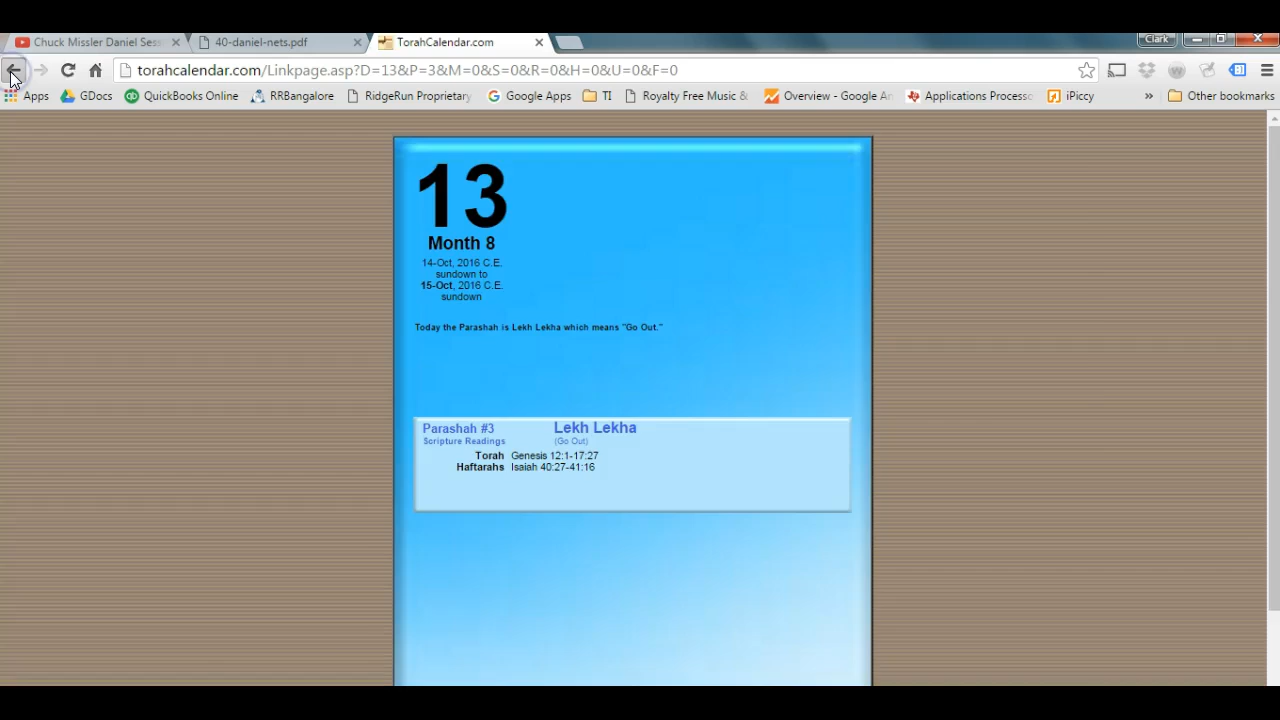 Chuck Missler Daniel Sess
40-daniel-nets.pdf
TorahCalendar.com
Clark
torahcalendar.com/Linkpage.asp?D=13&P=3&M=0&S=0&R=0&H=0&U=0&F=0
Apps GDocs QuickBooks Online RRBangalore RidgeRun Proprietary Google Apps TI Royalty Free Music & Overview - Google An Applications Processo iPiccy » Other bookmarks
13
Month 8
14-Oct, 2016 C.E.
sundown to
15-Oct, 2016 C.E.
sundown
Today the Parashah is Lekh Lekha which means "Go Out."
Parashah #3 Lekh Lekha
Scripture Readings (Go Out)
Torah Genesis 12:1-17:27
Haftarahs Isaiah 40:27-41:16